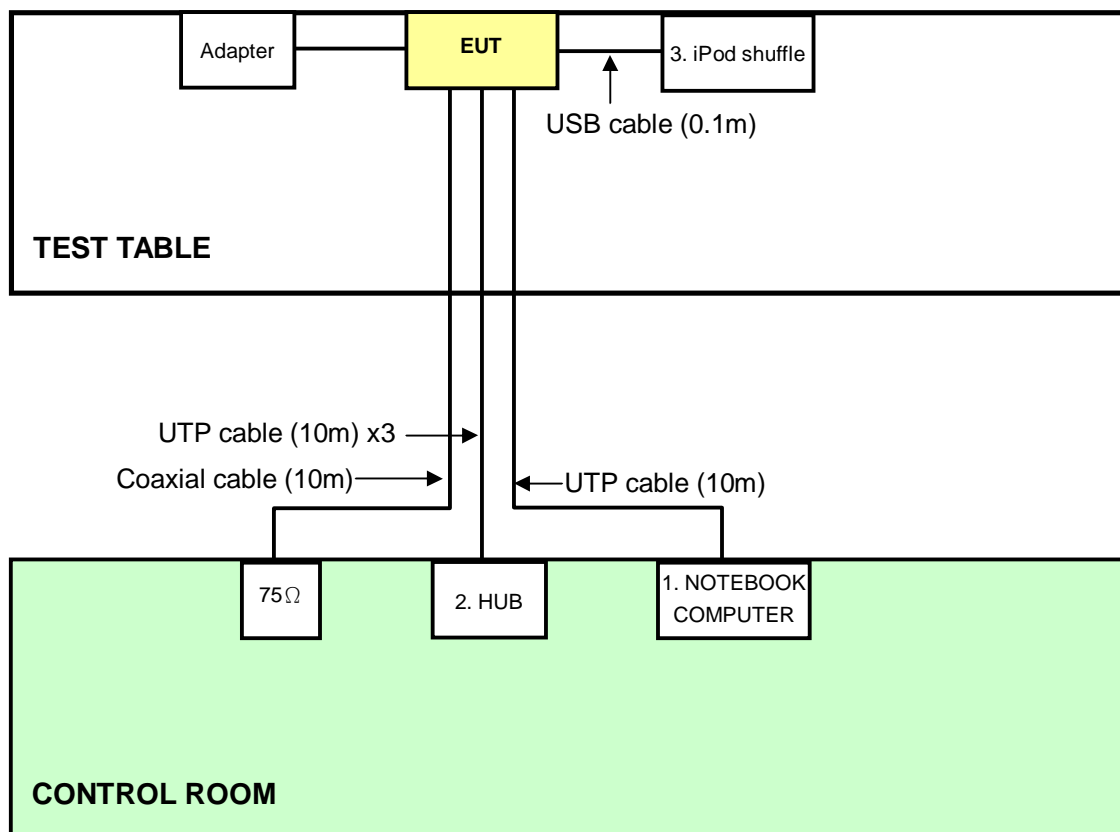 Adapter
EUT
3. iPod shuffle
USB cable (0.1m)
TEST TABLE
UTP cable (10m) x3
Coaxial cable (10m)
UTP cable (10m)
75Ω
2. HUB
1. NOTEBOOK
COMPUTER
CONTROL ROOM